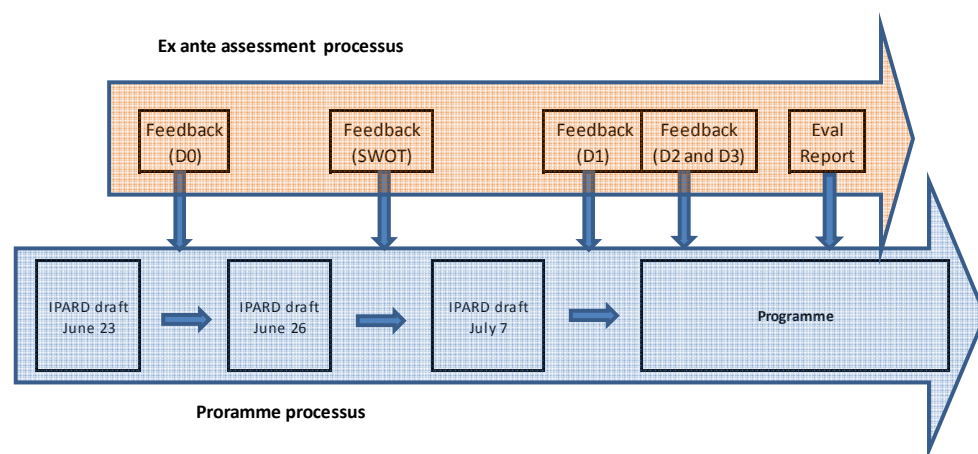 Ex ante assessment processus
Feedback
(D0)
Feedback
(SWOT)
Feedback
(D1)
Feedback
(D2 and D3)
Eval
Report
IPARD draft
June 23
IPARD draft
June 26
IPARD draft
July 7
Programme
Proramme processus